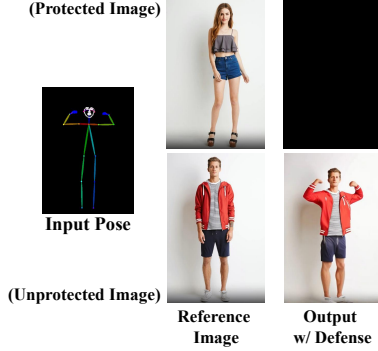 (Protected Image)
Input Pose
(Unprotected Image)
Reference
Image
Output
w/ Defense